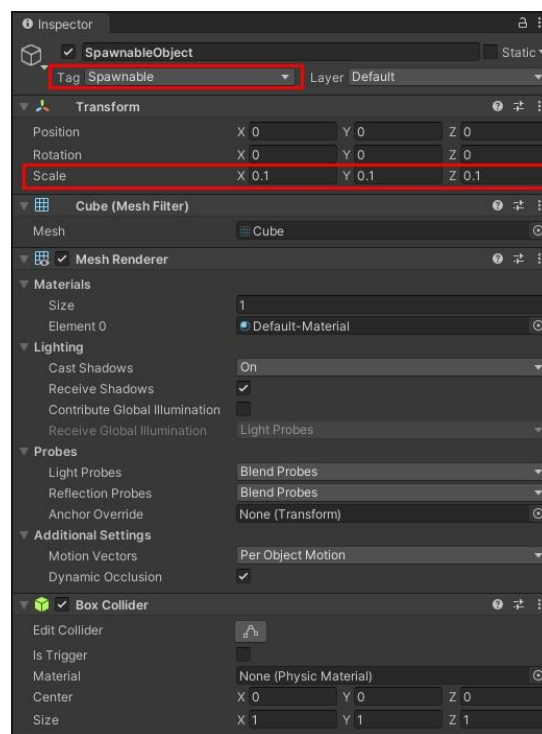 Inspector
SpawnableObject Static
Tag Spawnable Layer Default
Transform
Position X 0 Y 0 Z 0
Rotation X 0 Y 0 Z 0
Scale X 0.1 Y 0.1 Z 0.1
Cube (Mesh Filter)
Mesh Cube
Mesh Renderer
Materials
Size 1
Element 0 Default-Material
Lighting
Cast Shadows On
Receive Shadows
Contribute Global Illumination
Receive Global Illumination Light Probes
Probes
Light Probes Blend Probes
Reflection Probes Blend Probes
Anchor Override None (Transform)
Additional Settings
Motion Vectors Per Object Motion
Dynamic Occlusion
Box Collider
Edit Collider
Is Trigger
Material None (Physic Material)
Center X 0 Y 0 Z 0
Size X 1 Y 1 Z 1